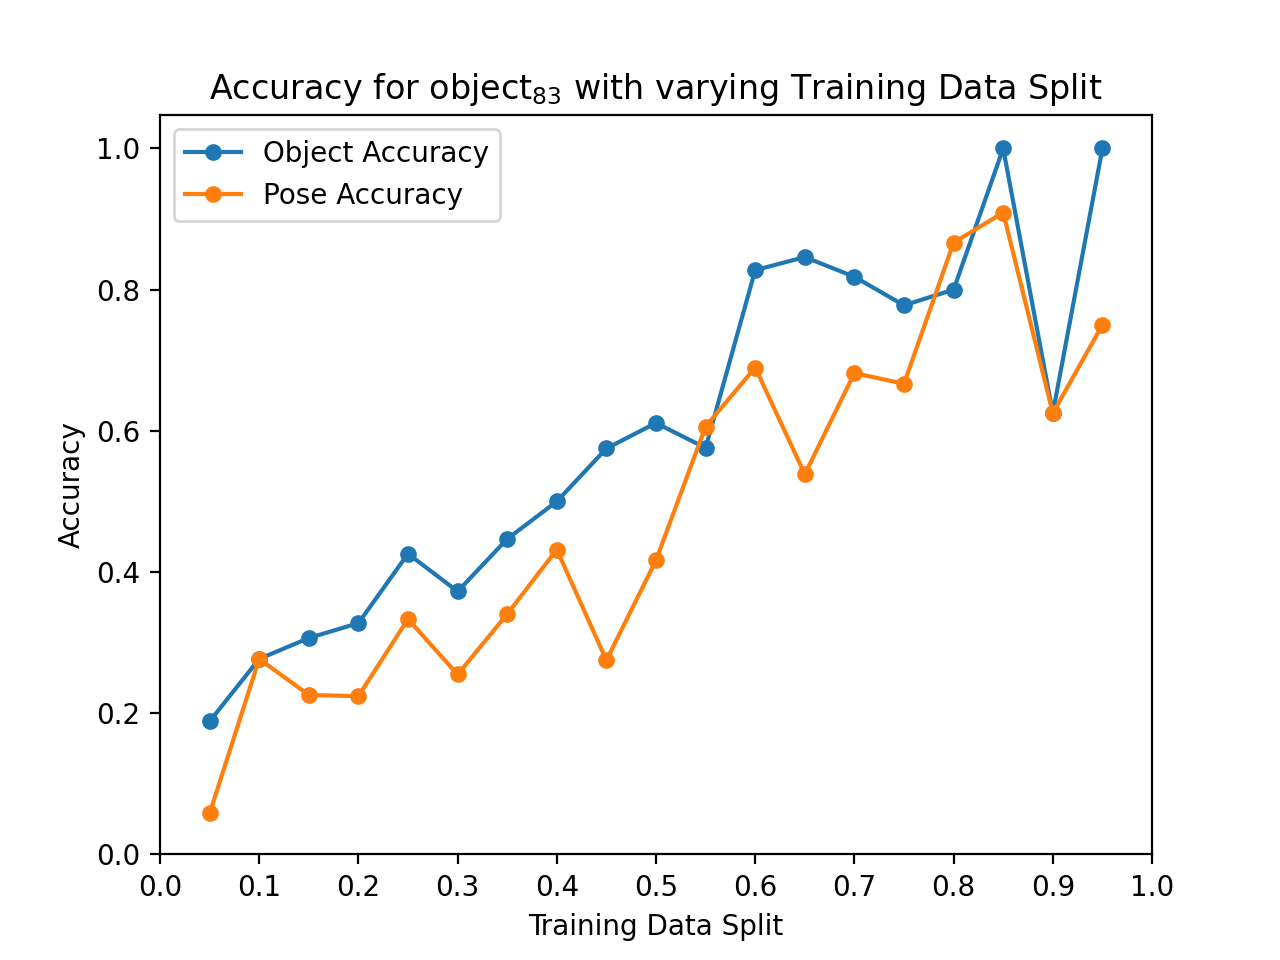 Accuracy for object₈₃ with varying Training Data Split
Object Accuracy
Pose Accuracy
1.0
0.8
0.6
0.4
0.2
0.0
Accuracy
0.0 0.1 0.2 0.3 0.4 0.5 0.6 0.7 0.8 0.9 1.0
Training Data Split